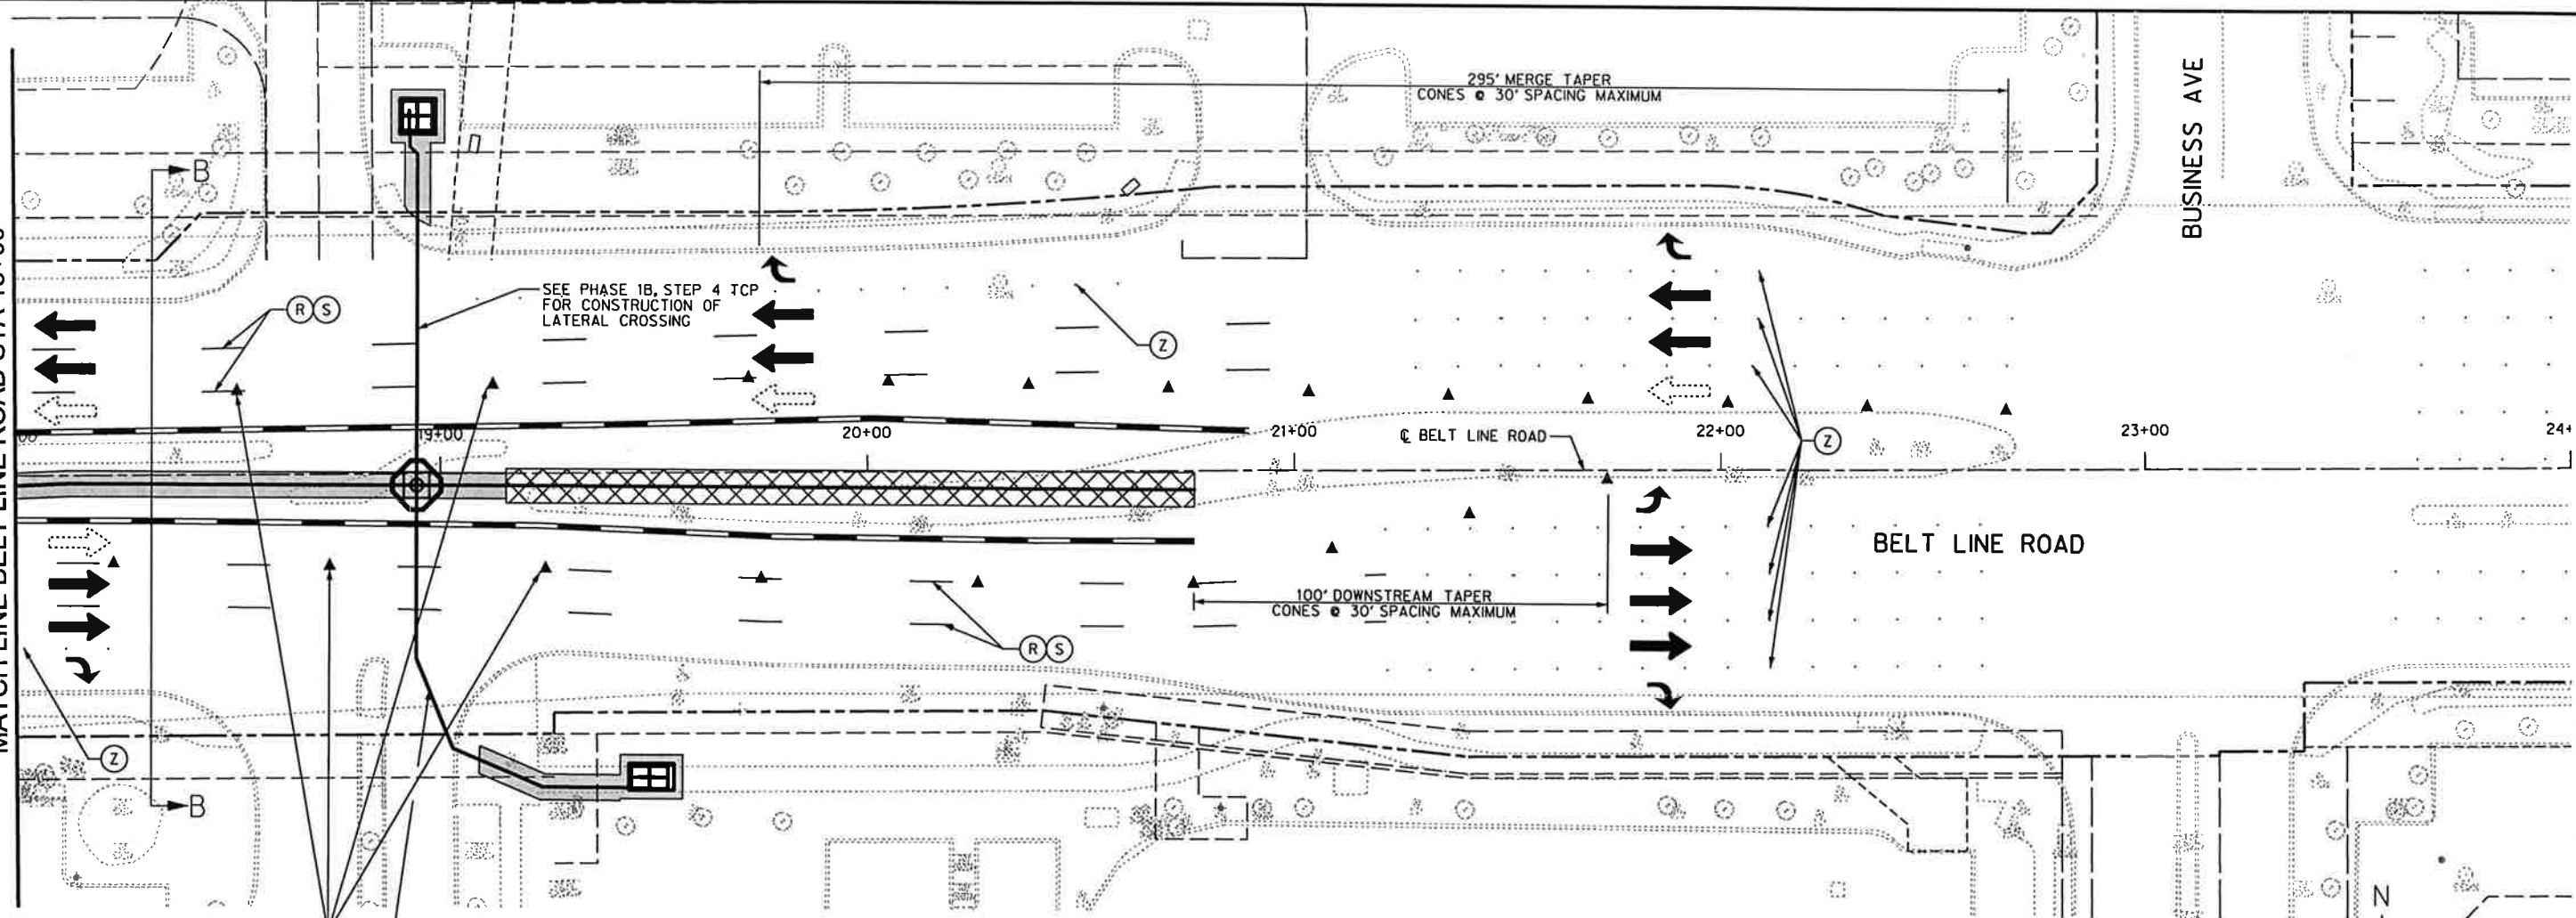 295' MERGE TAPER
CONES @ 30' SPACING MAXIMUM
BUSINESS AVE
B
SEE PHASE 1B, STEP 4 TCP
FOR CONSTRUCTION OF
LATERAL CROSSING
R S
Z
00
19+00
20+00
21+00
℄ BELT LINE ROAD
22+00
Z
23+00
24+
BELT LINE ROAD
100' DOWNSTREAM TAPER
CONES @ 30' SPACING MAXIMUM
R S
Z
B
N